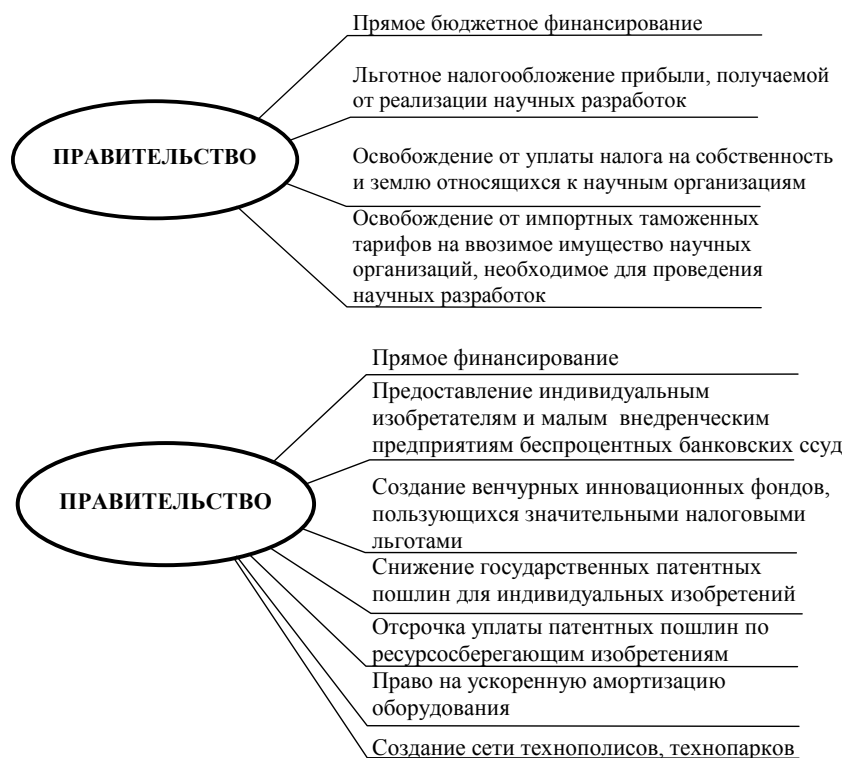 Прямое бюджетное финансирование
Льготное налогообложение прибыли, получаемой
от реализации научных разработок
ПРАВИТЕЛЬСТВО
Освобождение от уплаты налога на собственность
и землю относящихся к научным организациям
Освобождение от импортных таможенных
тарифов на ввозимое имущество научных
организаций, необходимое для проведения
научных разработок
Прямое финансирование
Предоставление индивидуальным
изобретателям и малым внедренческим
предприятиям беспроцентных банковских ссуд
ПРАВИТЕЛЬСТВО
Создание венчурных инновационных фондов,
пользующихся значительными налоговыми
льготами
Снижение государственных патентных
пошлин для индивидуальных изобретений
Отсрочка уплаты патентных пошлин по
ресурсосберегающим изобретениям
Право на ускоренную амортизацию
оборудования
Создание сети технополисов, технопарков